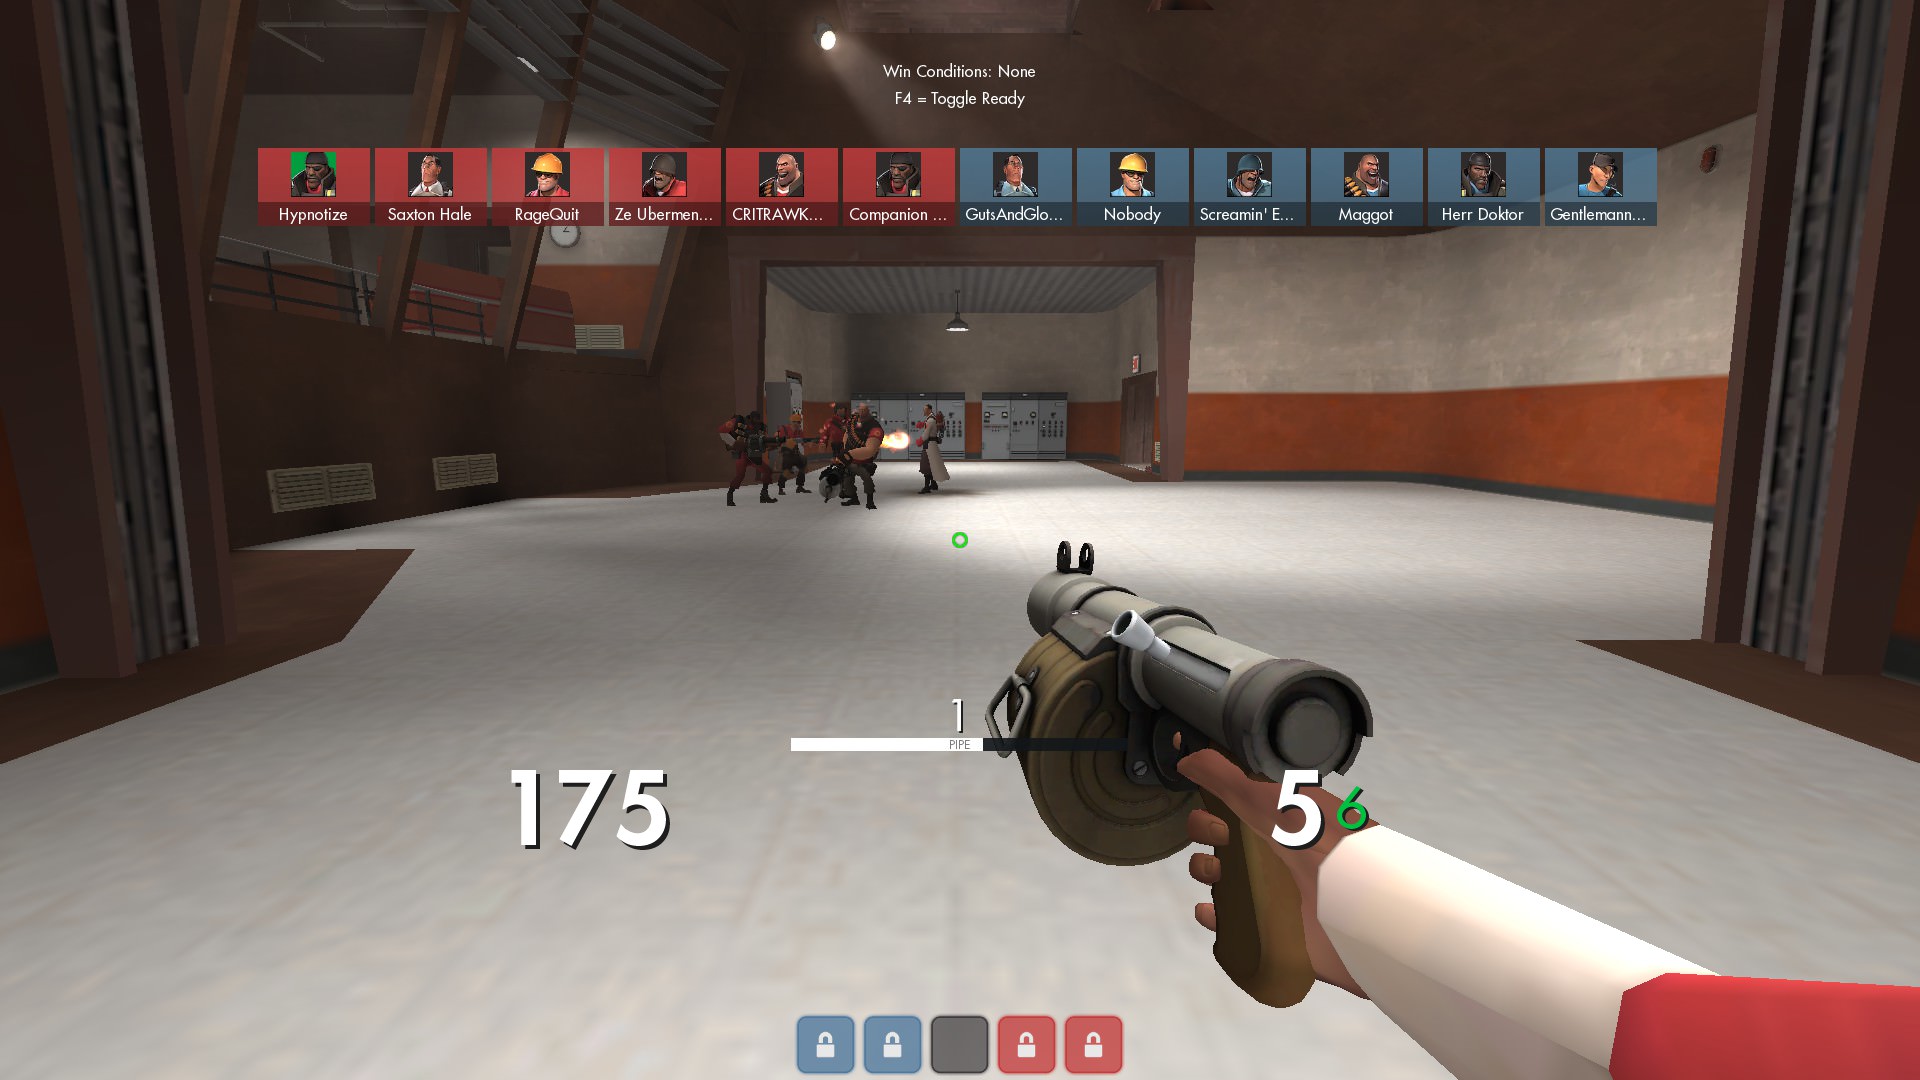 Win Conditions: None
F4 = Toggle Ready
Hypnotize
Saxton Hale
RageQuit
Ze Ubermen...
CRITRAWK...
Companion ...
GutsAndGlo...
Nobody
Screamin' E...
Maggot
Herr Doktor
Gentlemann...
1
PIPE
175
5 6